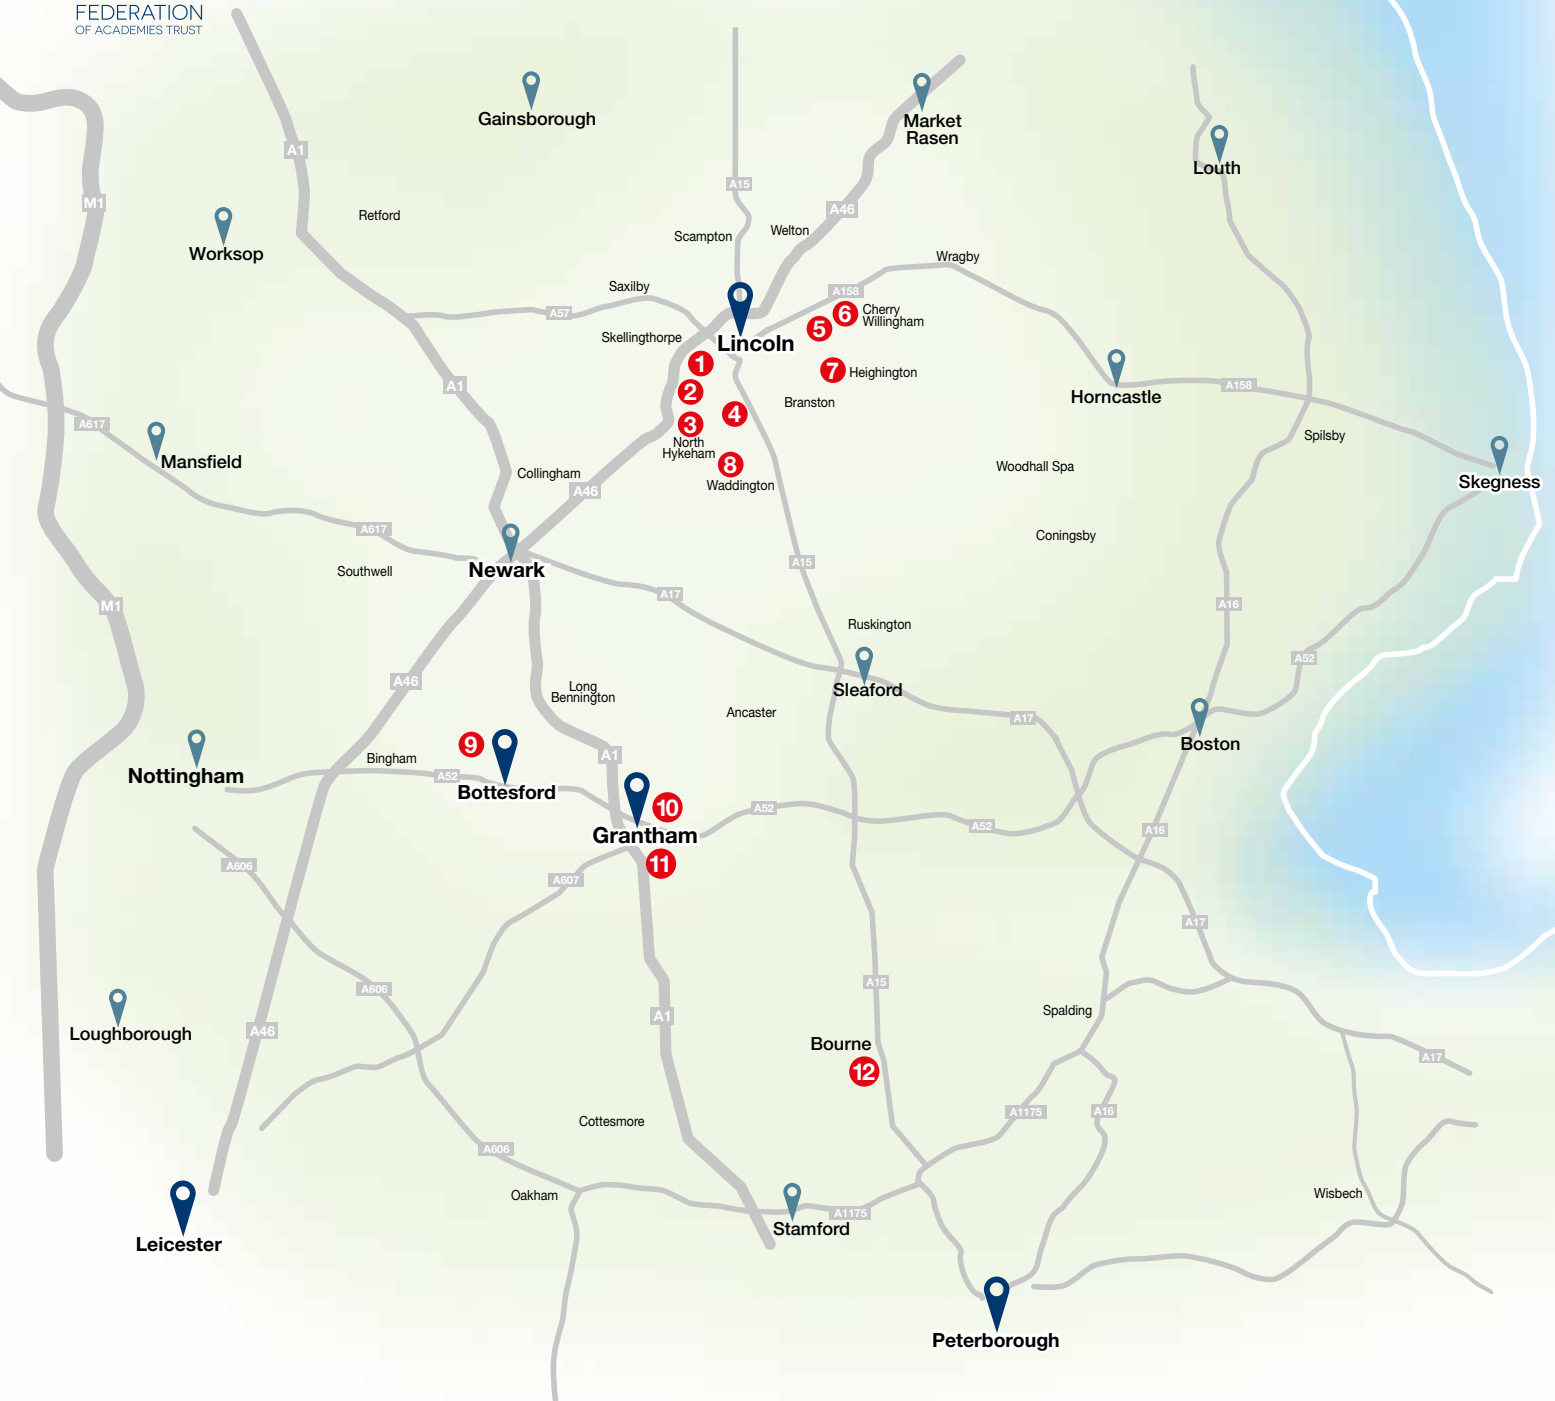 FEDERATION
OF ACADEMIES TRUST
Gainsborough
Market
Rasen
A1
Louth
A15
M1
Retford
A46
Worksop
Scampton
Welton
Wragby
Saxilby
A158
A57
6
Cherry
Willingham
5
Skellingthorpe
Lincoln
1
7
Heighington
A1
A158
2
Horncastle
Branston
4
A617
3
North
Hykeham
Spilsby
Mansfield
8
Woodhall Spa
Collingham
Waddington
Skegness
A46
A617
Coningsby
A15
Newark
Southwell
A17
A16
M1
Ruskington
A52
A46
Sleaford
Long
Bennington
Ancaster
A17
9
Boston
Bingham
A1
Nottingham
A52
Bottesford
10
A52
A52
A16
Grantham
11
A606
A607
A17
A15
A606
Spalding
A1
Loughborough
A46
Bourne
A17
12
A1175
A16
Cottesmore
A606
Oakham
Wisbech
A1175
Stamford
Leicester
Peterborough